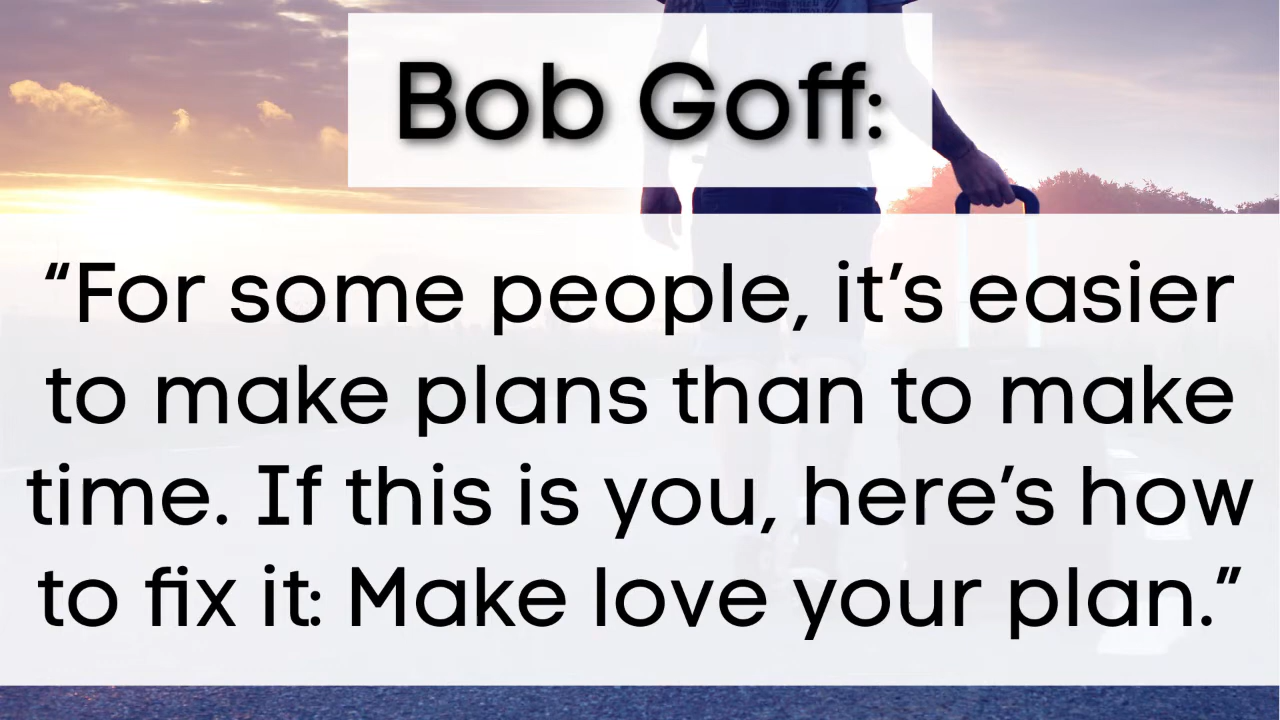 Bob Goff:
“For some people, it’s easier
to make plans than to make
time. If this is you, here’s how
to fix it: Make love your plan.”